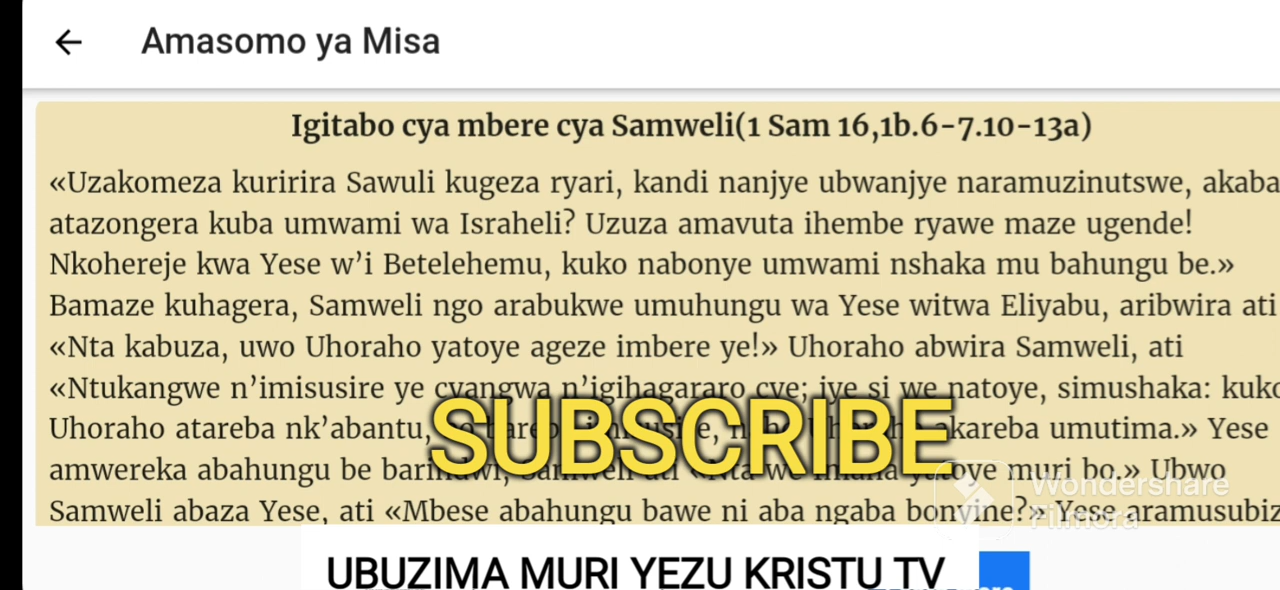 Amasomo ya Misa
Igitabo cya mbere cya Samweli(1 Sam 16,1b.6-7.10-13a)
«Uzakomeza kuririra Sawuli kugeza ryari, kandi nanjye ubwanjye naramuzinutswe, akaba
atazongera kuba umwami wa Israheli? Uzuza amavuta ihembe ryawe maze ugende!
Nkohereje kwa Yese w’i Betelehemu, kuko nabonye umwami nshaka mu bahungu be.»
Bamaze kuhagera, Samweli ngo arabukwe umuhungu wa Yese witwa Eliyabu, aribwira ati
«Nta kabuza, uwo Uhoraho yatoye ageze imbere ye!» Uhoraho abwira Samweli, ati
«Ntukangwe n’imisusire ye cyangwa n’igihagararo cye; iye si we natoye, simushaka: kuko
Uhoraho atareba nk’abantu, akareba umutima.» Yese
SUBSCRIBE
amwereka abahungu be barindwi, Samweli ati «Nta we Imana yatoye muri bo.» Ubwo
Wondershare
Filmora
Samweli abaza Yese, ati «Mbese abahungu bawe ni aba ngaba bonyine?» Yese aramusubiz
UBUZIMA MURI YEZU KRISTU TV